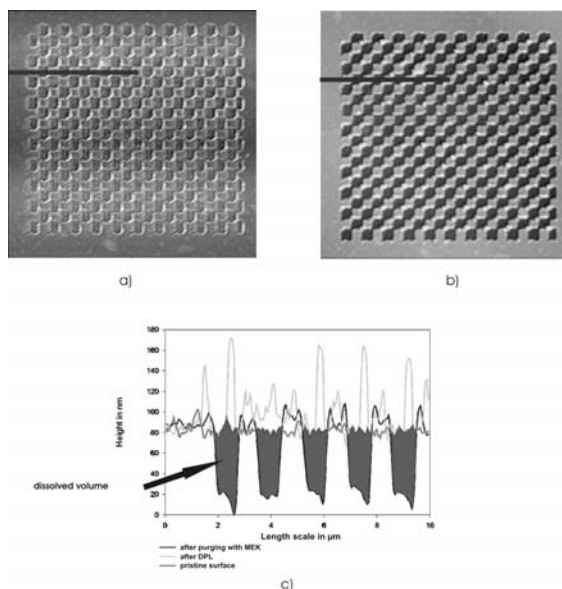 a)
b)
180
160
140
120
100
80
60
40
20
0
Height in nm
0 2 4 6 8 10
Length scale in µm
dissolved volume
after purging with MEK
after DPL
pristine surface
c)